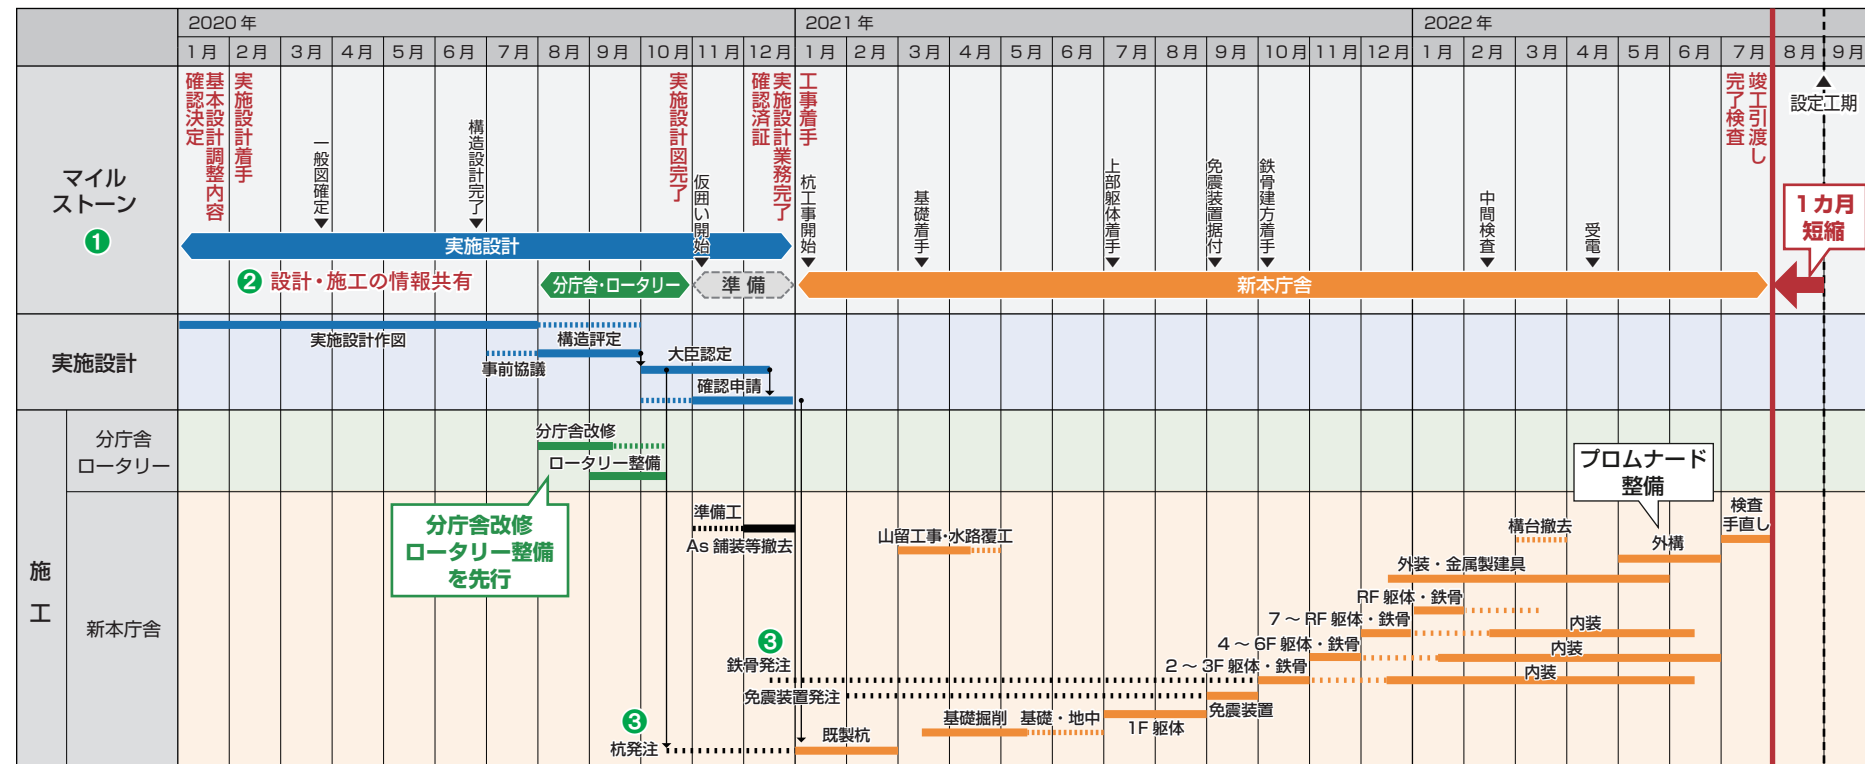 2020年
2021年
2022年
1月
2月
3月
4月
5月
6月
7月
8月
9月
10月
11月
12月
1月
2月
3月
4月
5月
6月
7月
8月
9月
10月
11月
12月
1月
2月
3月
4月
5月
6月
7月
8月
9月
マイル
ストーン
1
基本設計調整内容
確認決定
実施設計着手
一般図確定
構造設計完了
実施設計図完了
仮囲い開始
実施設計業務完了
確認済証
工事着手
杭工事開始
基礎着手
上部躯体着手
免震装置据付
鉄骨建方着手
中間検査
受電
竣工引渡し
完了検査
設定工期
1カ月
短縮
実施設計
2 設計・施工の情報共有
分庁舎・ロータリー
準備
新本庁舎
実施設計
実施設計作図
構造評定
事前協議
大臣認定
確認申請
施工
分庁舎
ロータリー
分庁舎改修
ロータリー整備
分庁舎改修
ロータリー整備
を先行
新本庁舎
準備工
As 舗装等撤去
山留工事・水路覆工
プロムナード
整備
検査
手直し
構台撤去
外構
外装・金属製建具
RF 躯体・鉄骨
7～RF 躯体・鉄骨
内装
4～6F 躯体・鉄骨
内装
3
鉄骨発注
2～3F 躯体・鉄骨
内装
免震装置発注
免震装置
3
杭発注
既製杭
基礎掘削
基礎・地中
1F 躯体